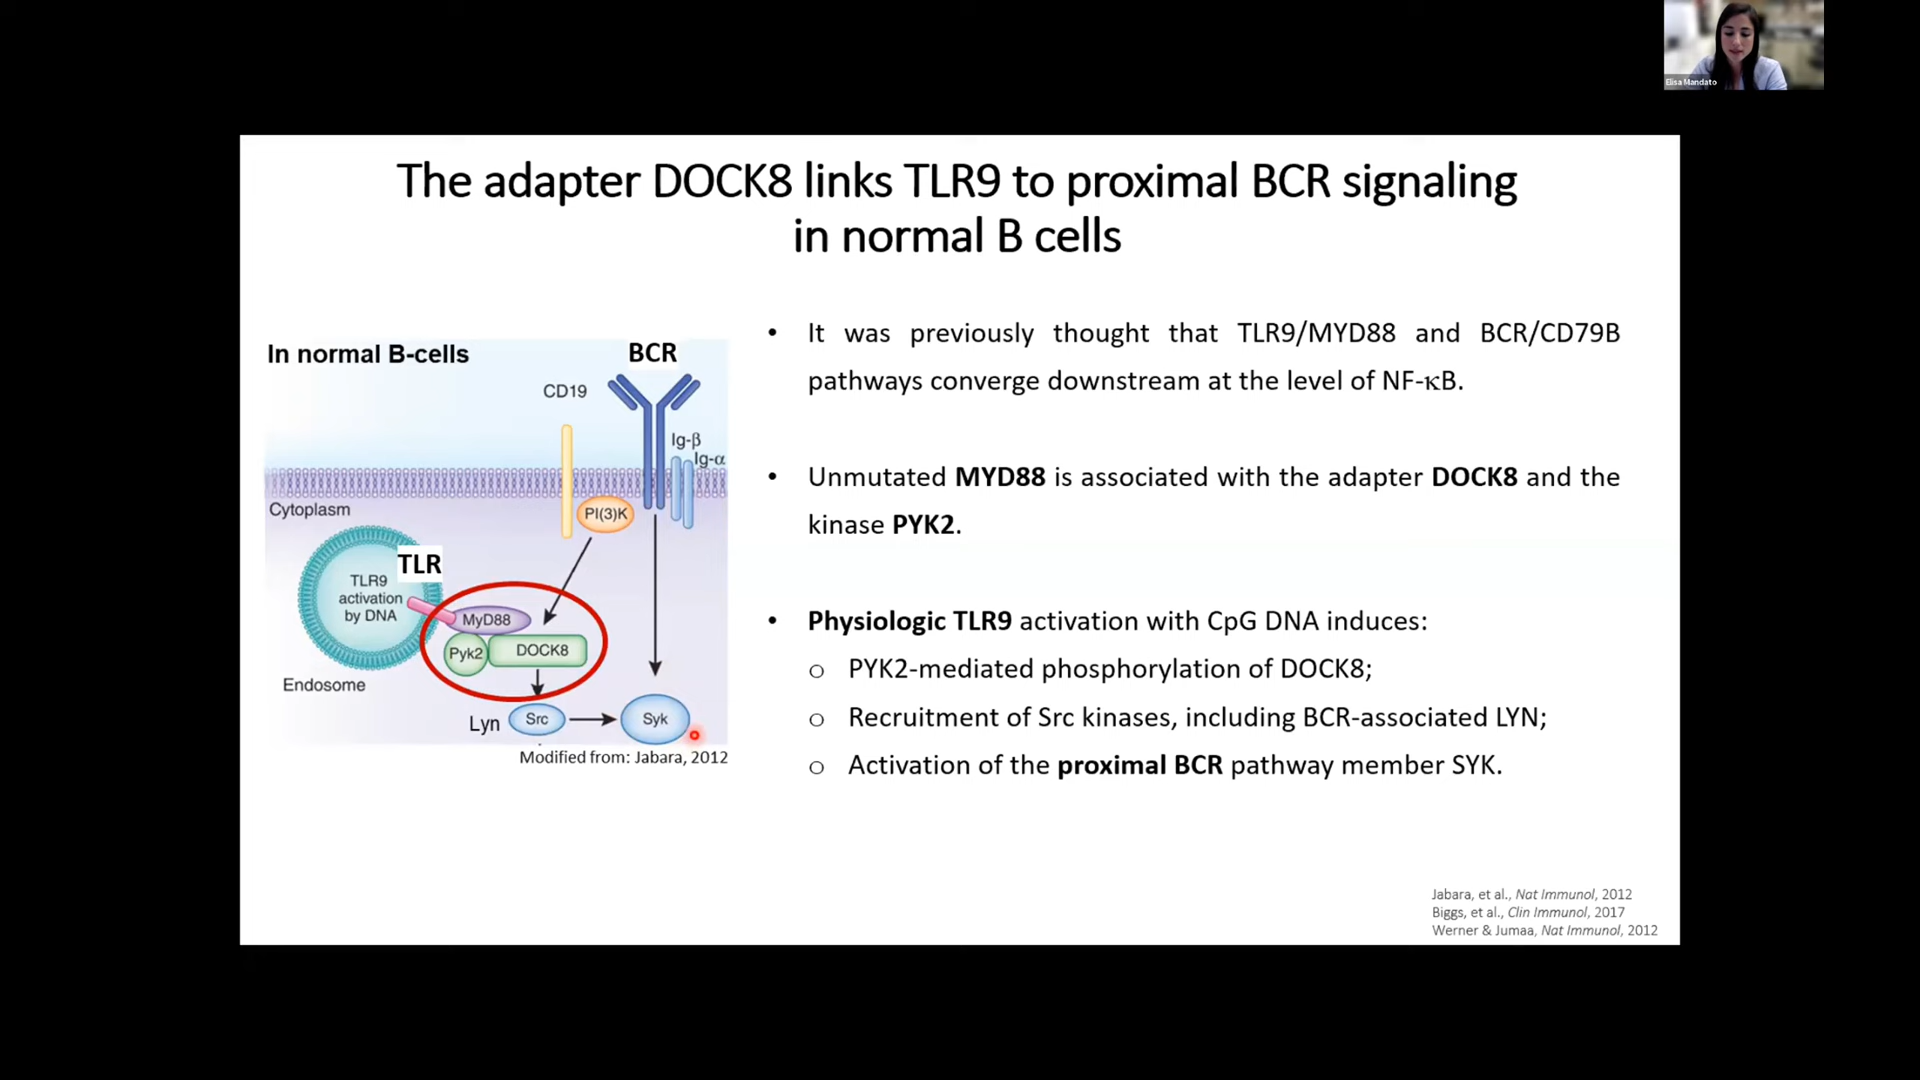 Elisa Mandato
The adapter DOCK8 links TLR9 to proximal BCR signaling
in normal B cells
In normal B-cells
BCR
CD19
Ig-β
Ig-α
Cytoplasm
PI(3)K
TLR
TLR9
activation
by DNA
MyD88
Pyk2
DOCK8
Endosome
Lyn
Src
Syk
Modified from: Jabara, 2012
• It was previously thought that TLR9/MYD88 and BCR/CD79B
pathways converge downstream at the level of NF-κB.
• Unmutated MYD88 is associated with the adapter DOCK8 and the
kinase PYK2.
• Physiologic TLR9 activation with CpG DNA induces:
o PYK2-mediated phosphorylation of DOCK8;
o Recruitment of Src kinases, including BCR-associated LYN;
o Activation of the proximal BCR pathway member SYK.
Jabara, et al., Nat Immunol, 2012
Biggs, et al., Clin Immunol, 2017
Werner & Jumaa, Nat Immunol, 2012